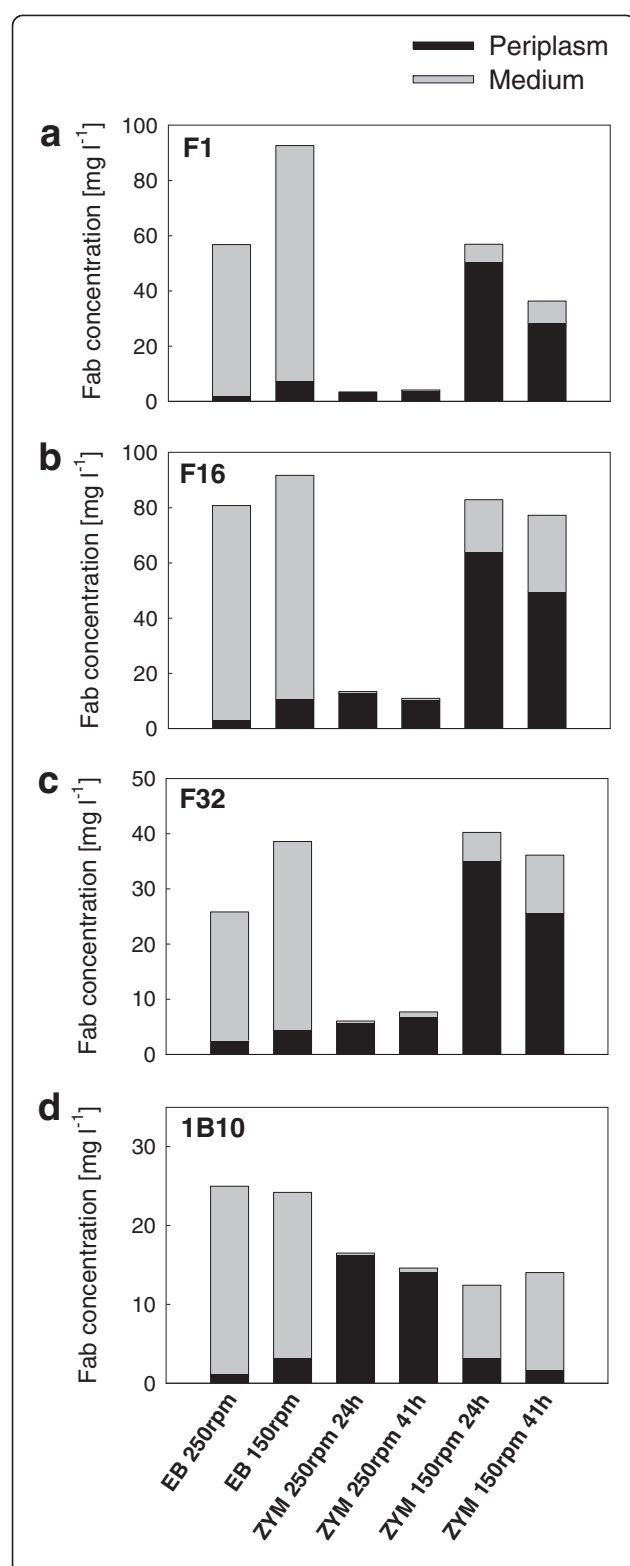 Periplasm
Medium
a
F1
Fab concentration [mg l⁻¹]
100
80
60
40
20
0
b
F16
Fab concentration [mg l⁻¹]
100
80
60
40
20
0
c
F32
Fab concentration [mg l⁻¹]
50
40
30
20
10
0
d
1B10
Fab concentration [mg l⁻¹]
30
20
10
0
EB 250rpm
EB 150rpm
ZYM 250rpm 24h
ZYM 250rpm 41h
ZYM 150rpm 24h
ZYM 150rpm 41h